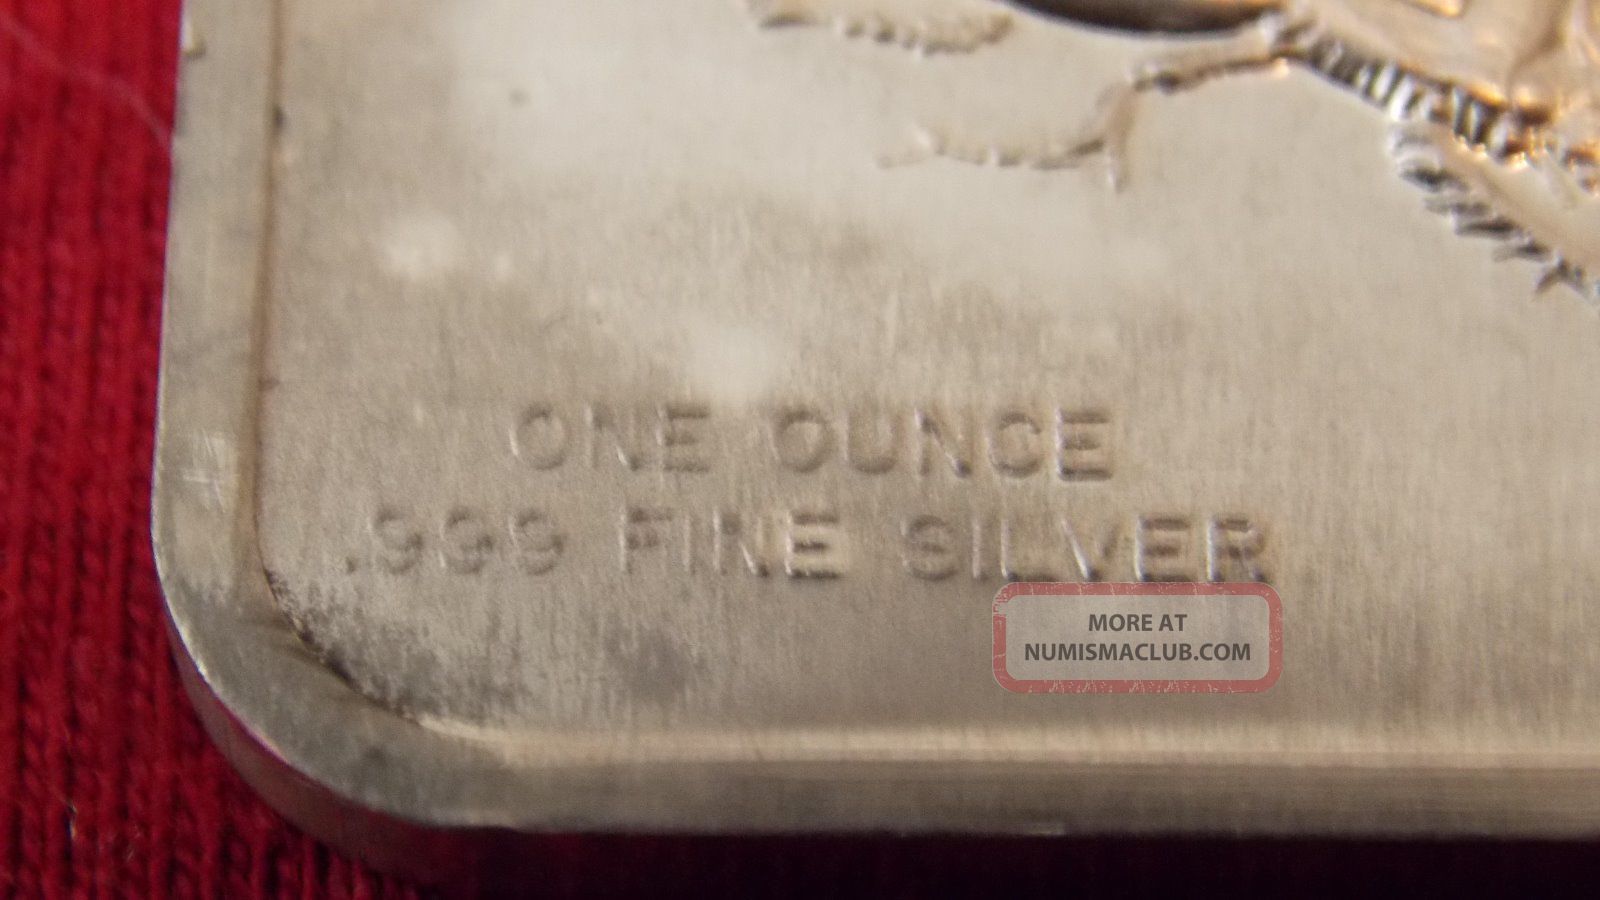 ONE OUNCE
.999 FINE SILVER
MORE AT
NUMISMACLUB.COM